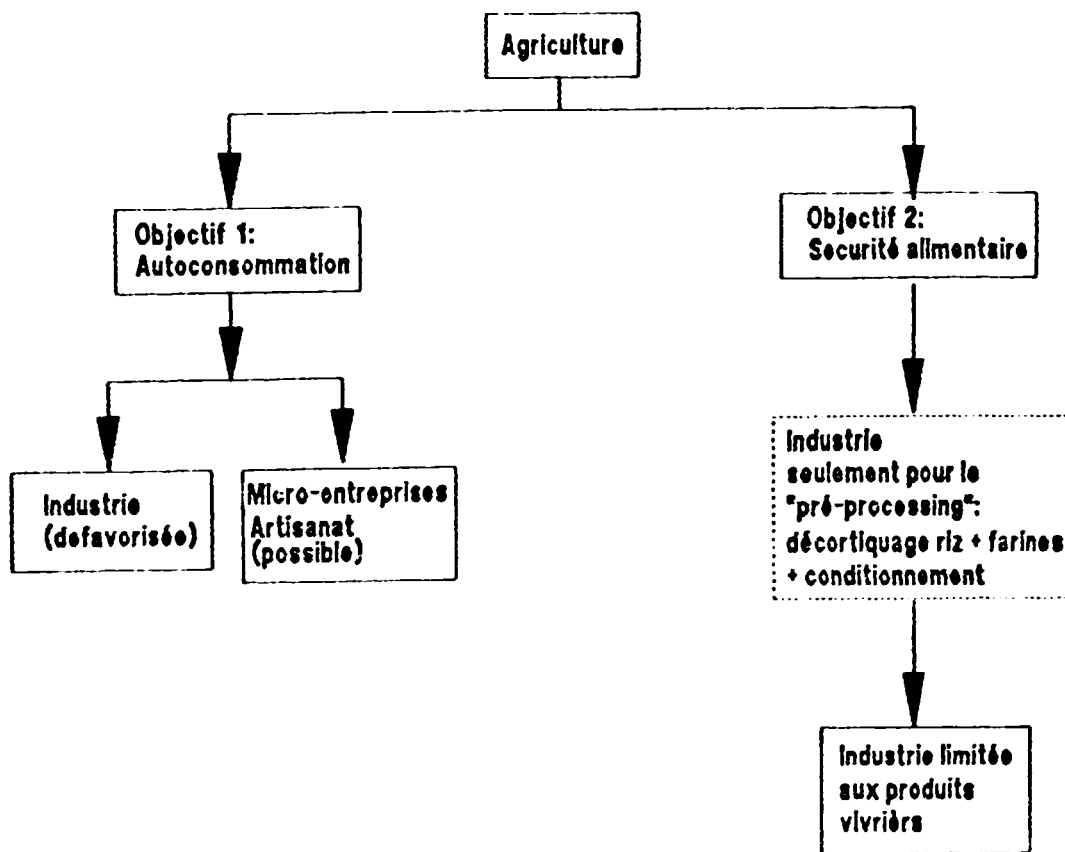 Agriculture
Objectif 1:
Autoconsommation
Objectif 2:
Securité alimentaire
Industrie
(defavorisée)
Micro-entreprises
Artisanat
(possible)
Industrie
seulement pour le
"pré-processing":
décortiquage riz + farines
+ conditionnement
Industrie limitée
aux produits
vivrièrs